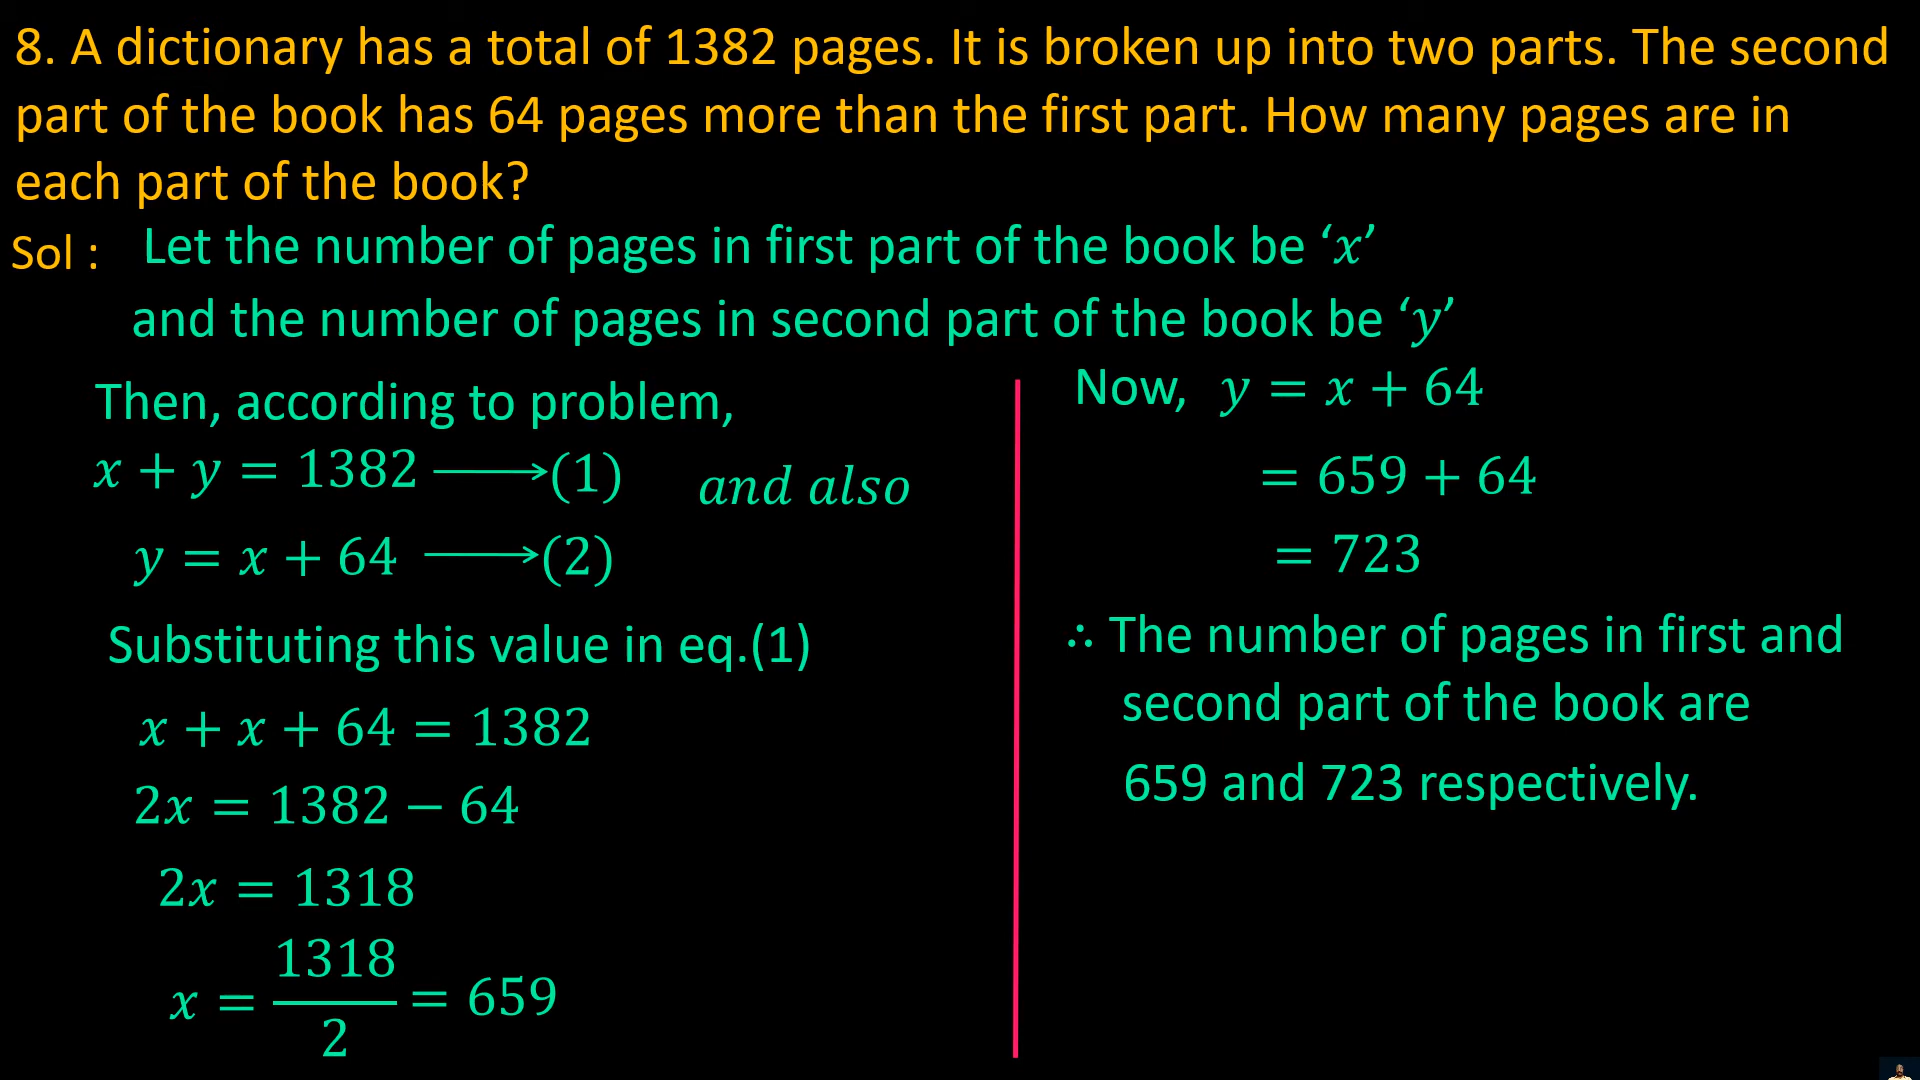 8. A dictionary has a total of 1382 pages. It is broken up into two parts. The second
part of the book has 64 pages more than the first part. How many pages are in
each part of the book?
Sol : Let the number of pages in first part of the book be ‘x’
and the number of pages in second part of the book be ‘y’
Then, according to problem,
x + y = 1382 ⟶(1) and also
y = x + 64 ⟶(2)
Substituting this value in eq.(1)
x + x + 64 = 1382
2x = 1382 − 64
2x = 1318
x = 1318/2 = 659
Now, y = x + 64
= 659 + 64
= 723
∴ The number of pages in first and
second part of the book are
659 and 723 respectively.